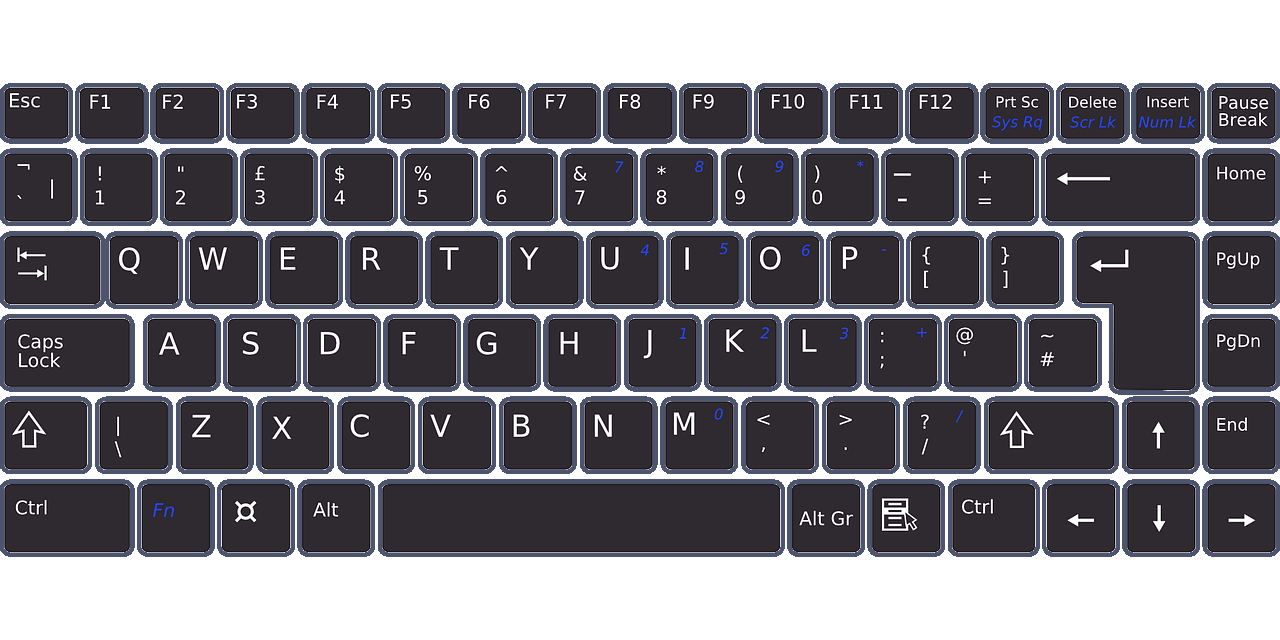 Esc F1 F2 F3 F4 F5 F6 F7 F8 F9 F10 F11 F12 Prt Sc Delete Insert Pause
Sys Rq Scr Lk Num Lk Break
¬ ! " £ $ % ^ & 7 * 8 ( 9 ) * — + Home
` | 1 2 3 4 5 6 7 8 9 0 - =
Q W E R T Y U 4 I 5 O 6 P - { } PgUp
[ ]
Caps A S D F G H J 1 K 2 L 3 : + @ ~ PgDn
Lock ; ' #
| Z X C V B N M 0 < > ? / End
\ , . /
Ctrl Fn ¤ Alt Alt Gr Ctrl